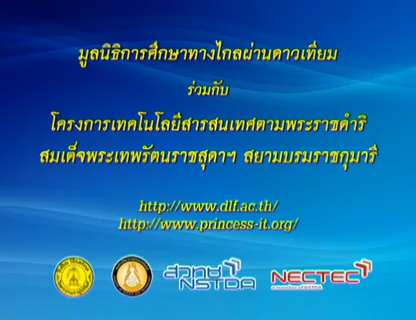 มูลนิธิการศึกษาทางไกลผ่านดาวเทียม
ร่วมกับ
โครงการเทคโนโลยีสารสนเทศตามพระราชดำริ
สมเด็จพระเทพรัตนราชสุดาฯ สยามบรมราชกุมารี
http://www.dlf.ac.th/
http://www.princess-it.org/
สวทช NECTEC
NSTDA